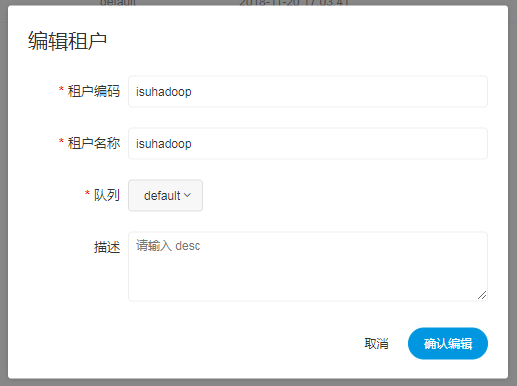 default 2018-11-20 17:03:41
编辑租户
* 租户编码 isuhadoop
* 租户名称 isuhadoop
* 队列 default
描述 请输入 desc
取消 确认编辑